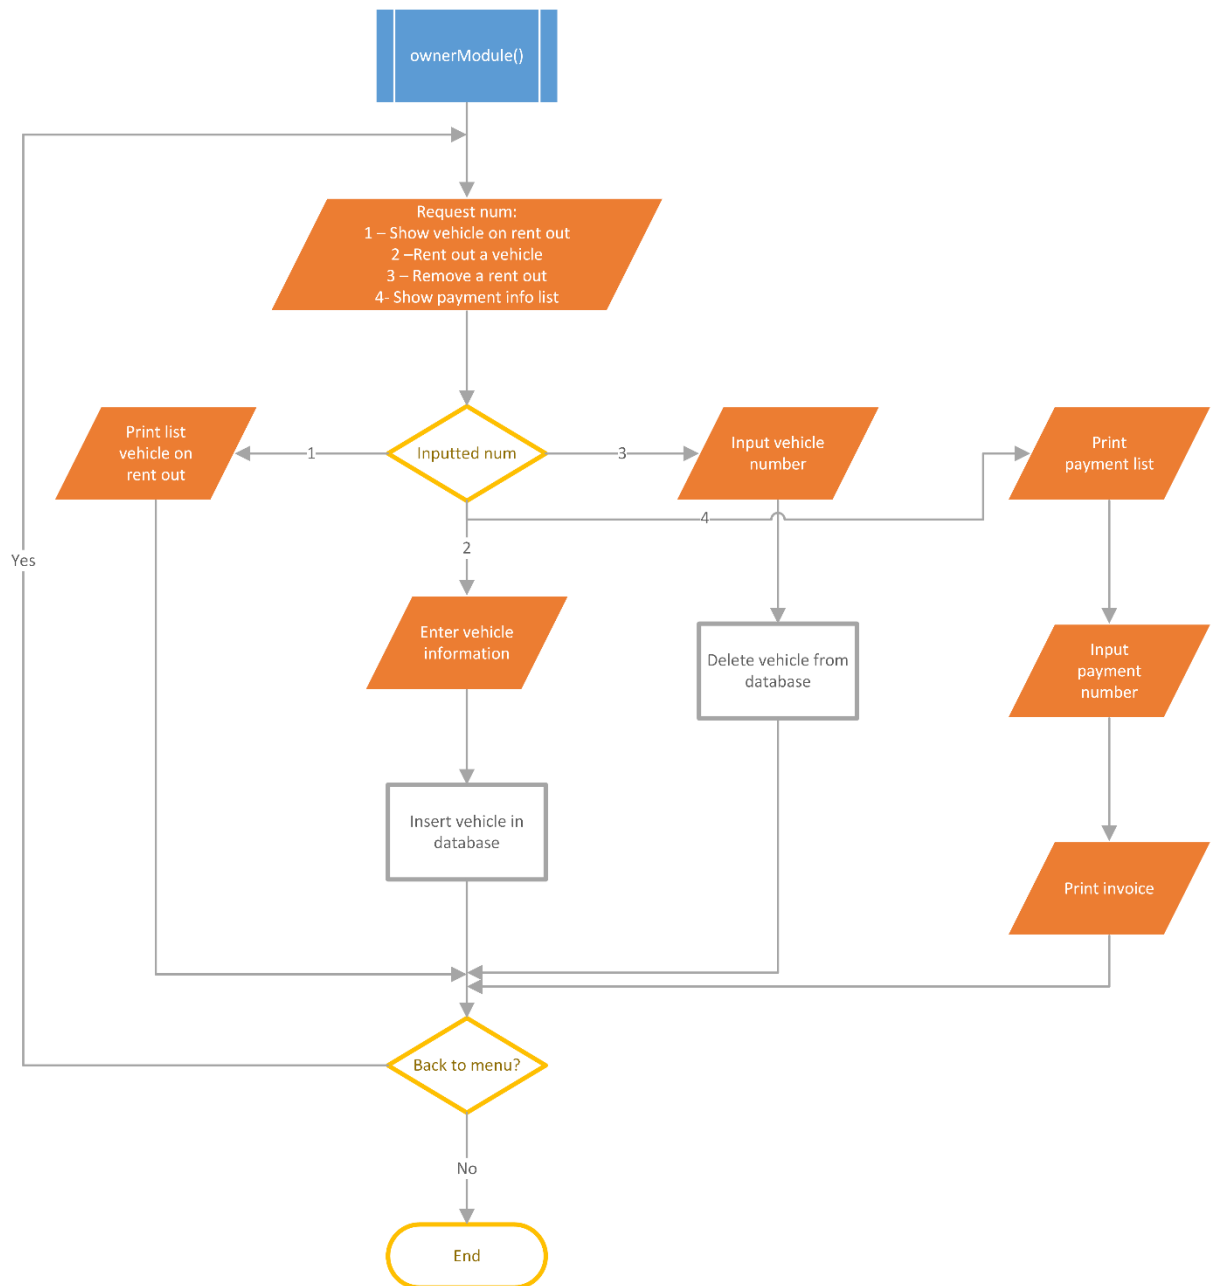 ownerModule()
Request num:
1 – Show vehicle on rent out
2 –Rent out a vehicle
3 – Remove a rent out
4- Show payment info list
Print list
vehicle on
rent out
1
Inputted num
3
Input vehicle
number
Print
payment list
4
2
Yes
Enter vehicle
information
Delete vehicle from
database
Input
payment
number
Insert vehicle in
database
Print invoice
Back to menu?
No
End